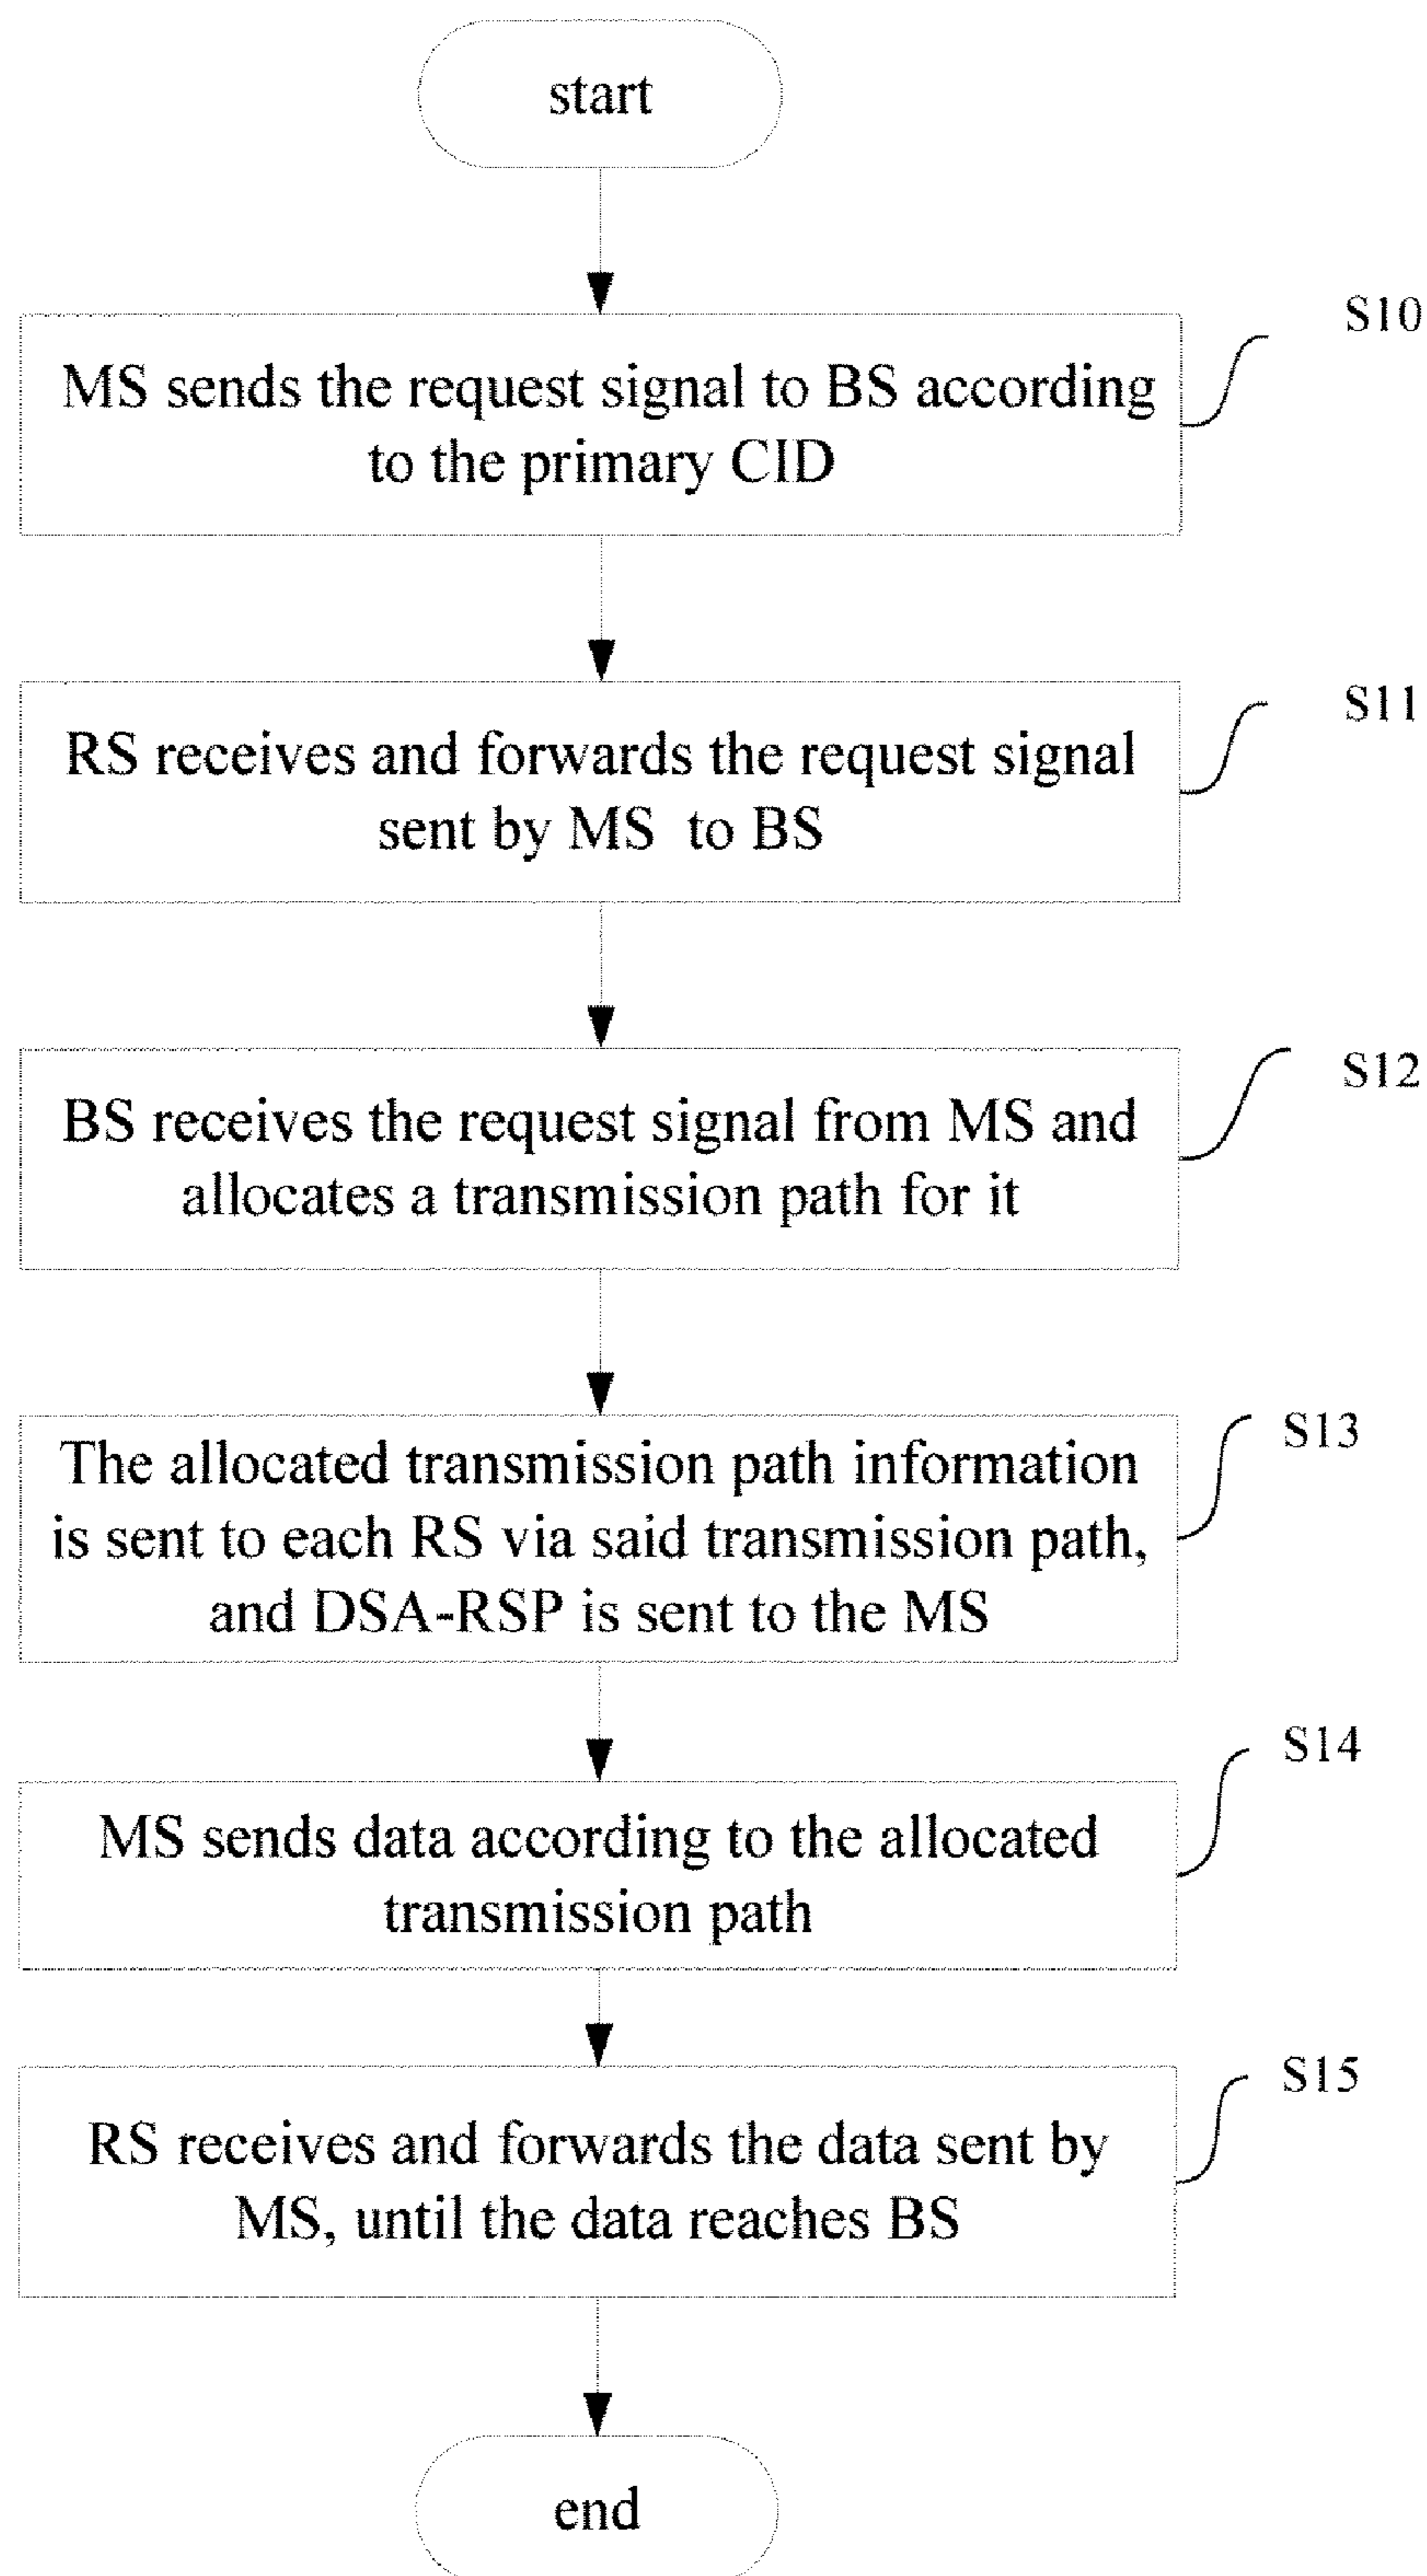 start
S10
MS sends the request signal to BS according
to the primary CID
S11
RS receives and forwards the request signal
sent by MS to BS
S12
BS receives the request signal from MS and
allocates a transmission path for it
S13
The allocated transmission path information
is sent to each RS via said transmission path,
and DSA-RSP is sent to the MS
S14
MS sends data according to the allocated
transmission path
S15
RS receives and forwards the data sent by
MS, until the data reaches BS
end